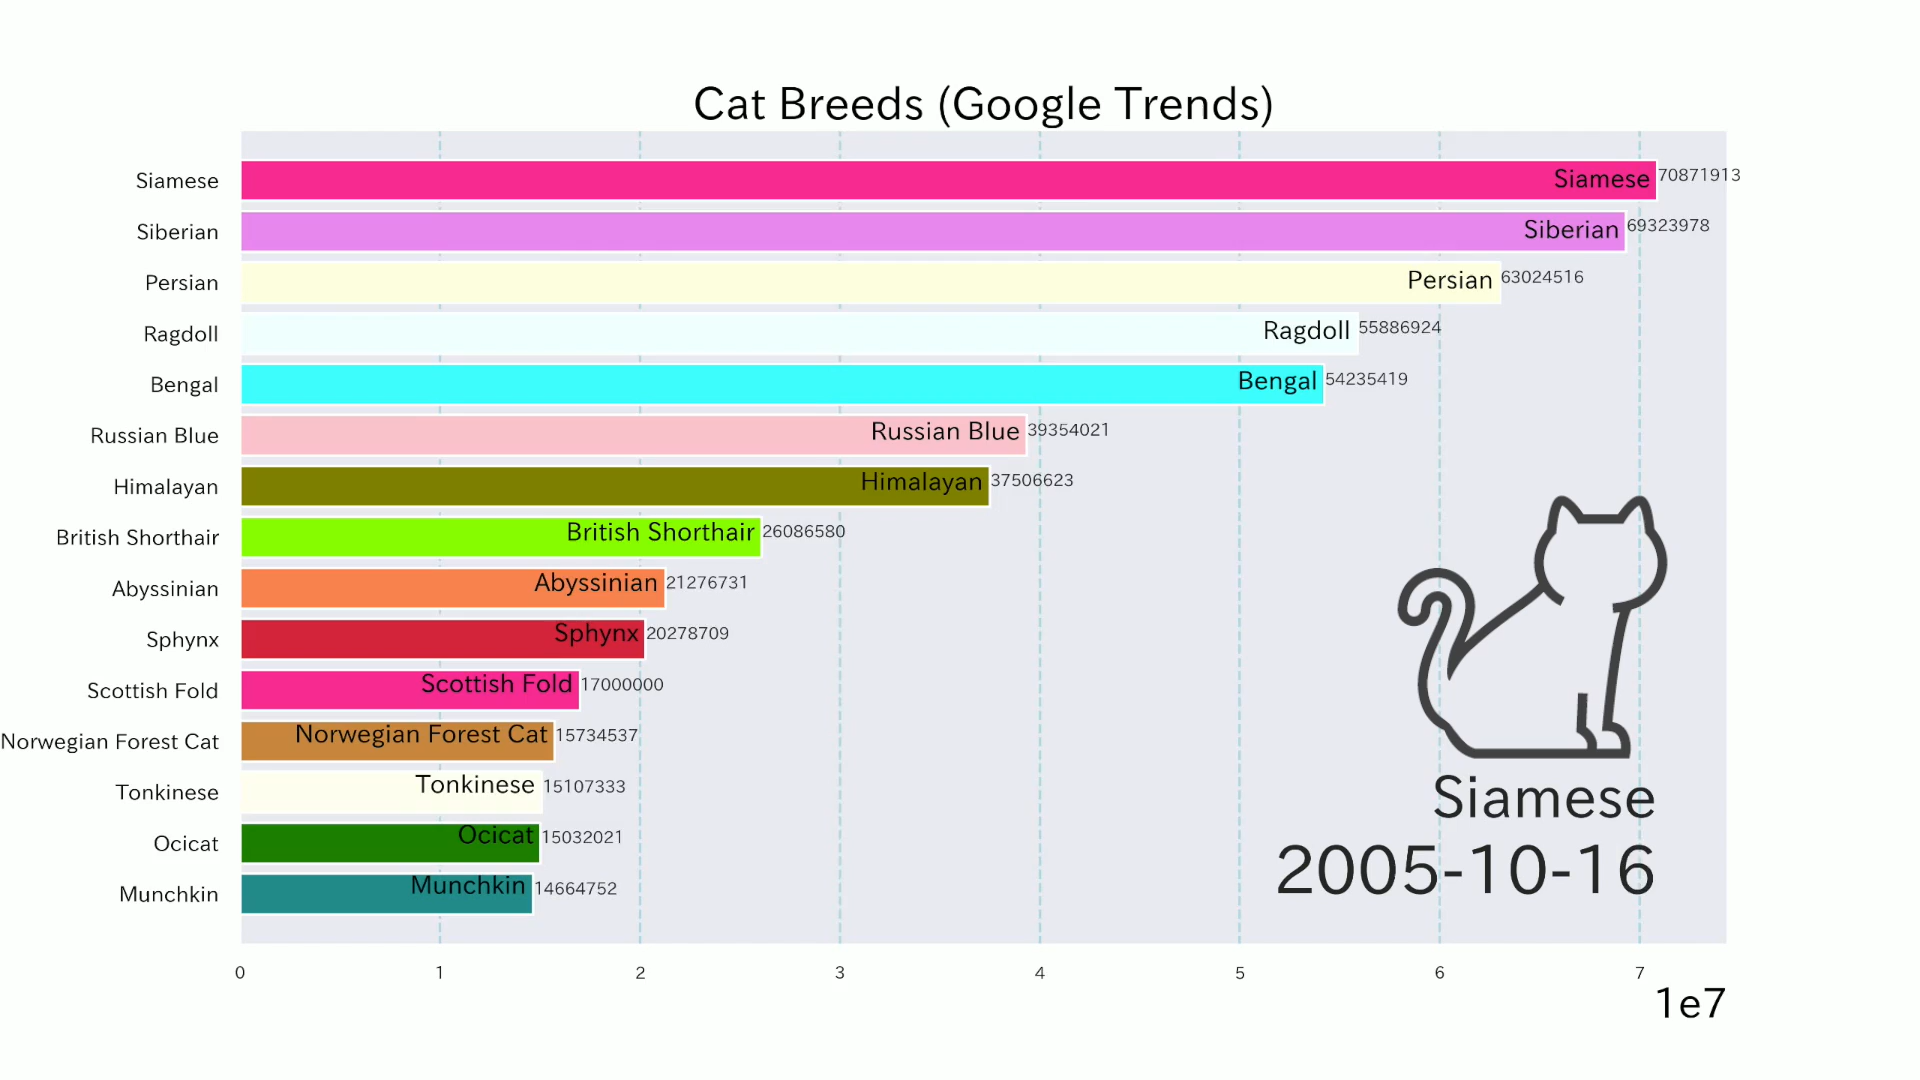 Cat Breeds (Google Trends)
Siamese Siamese 70871913
Siberian Siberian 69323978
Persian Persian 63024516
Ragdoll Ragdoll 55886924
Bengal Bengal 54235419
Russian Blue Russian Blue 39354021
Himalayan Himalayan 37506623
British Shorthair British Shorthair 26086580
Abyssinian Abyssinian 21276731
Sphynx Sphynx 20278709
Scottish Fold Scottish Fold 17000000
Norwegian Forest Cat Norwegian Forest Cat 15734537
Tonkinese Tonkinese 15107333
Ocicat Ocicat 15032021
Munchkin Munchkin 14664752
Siamese
2005-10-16
0 1 2 3 4 5 6 7
1e7